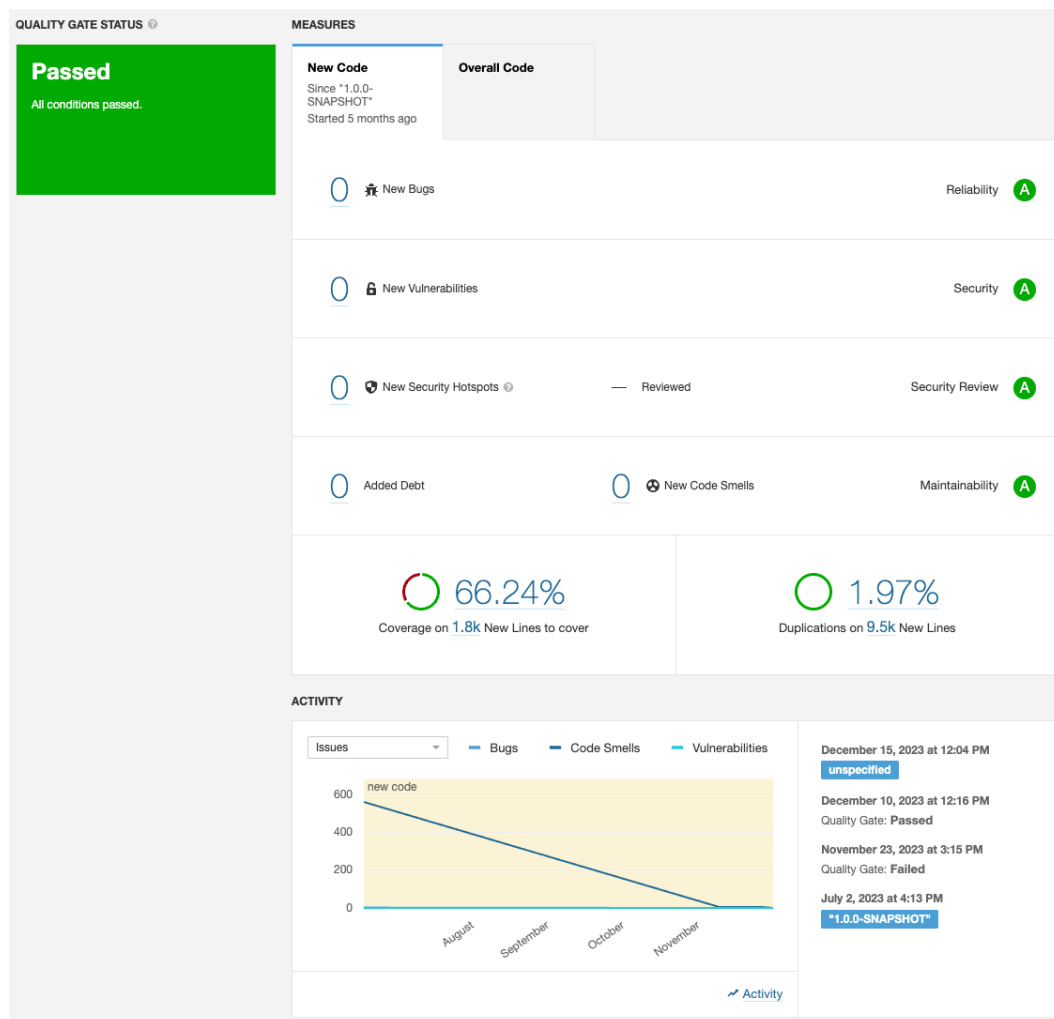 QUALITY GATE STATUS
Passed
All conditions passed.
MEASURES
New Code
Since "1.0.0-
SNAPSHOT"
Started 5 months ago
Overall Code
0 New Bugs
Reliability A
0 New Vulnerabilities
Security A
0 New Security Hotspots
— Reviewed
Security Review A
0 Added Debt
0 New Code Smells
Maintainability A
66.24%
Coverage on 1.8k New Lines to cover
1.97%
Duplications on 9.5k New Lines
ACTIVITY
Issues
Bugs
Code Smells
Vulnerabilities
new code
600
400
200
0
August
September
October
November
Activity
December 15, 2023 at 12:04 PM
unspecified
December 10, 2023 at 12:16 PM
Quality Gate: Passed
November 23, 2023 at 3:15 PM
Quality Gate: Failed
July 2, 2023 at 4:13 PM
"1.0.0-SNAPSHOT"